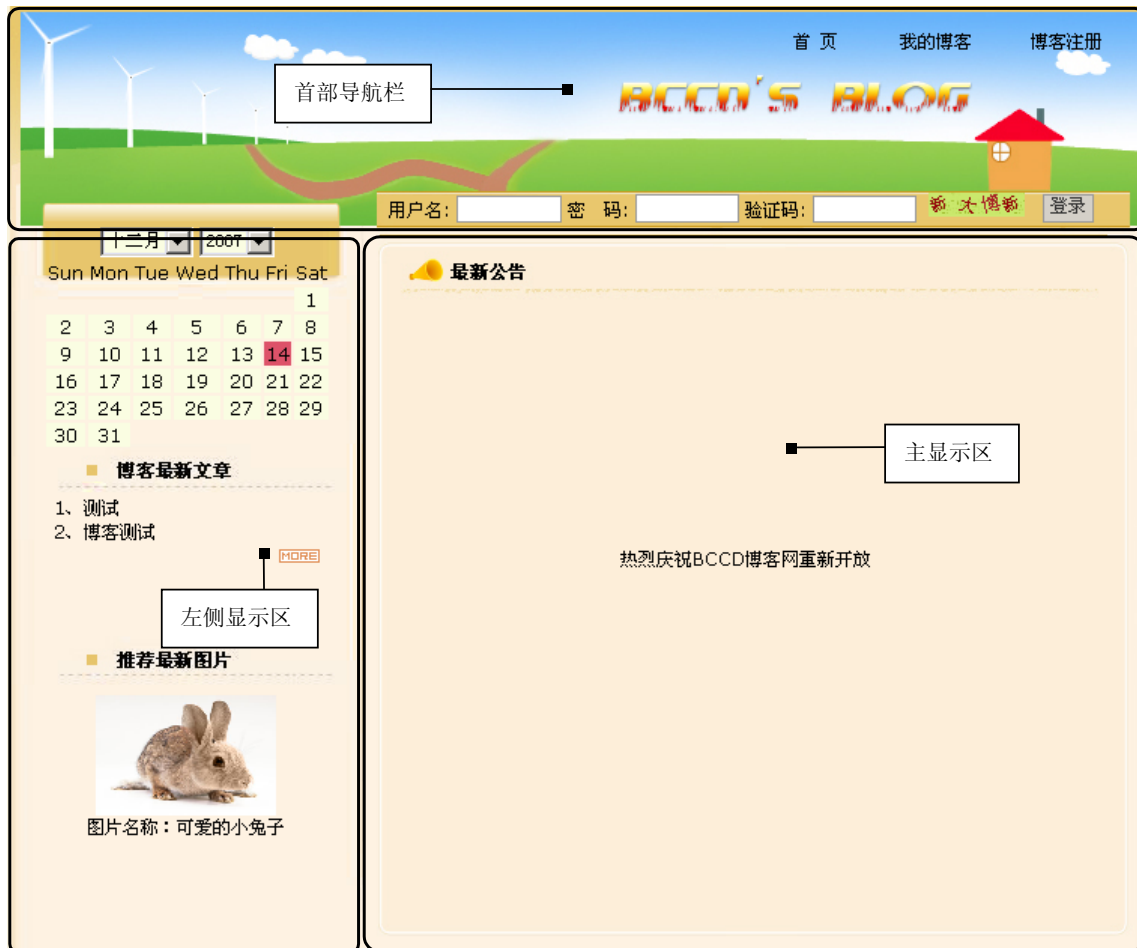 首 页 我的博客 博客注册
首部导航栏
BCCD'S BLOG
用户名: 密 码: 验证码: 登录
十二月 2007
Sun Mon Tue Wed Thu Fri Sat
1
2 3 4 5 6 7 8
9 10 11 12 13 14 15
16 17 18 19 20 21 22
23 24 25 26 27 28 29
30 31
博客最新文章
1、测试
2、博客测试
MORE
左侧显示区
推荐最新图片
图片名称：可爱的小兔子
最新公告
主显示区
热烈庆祝BCCD博客网重新开放